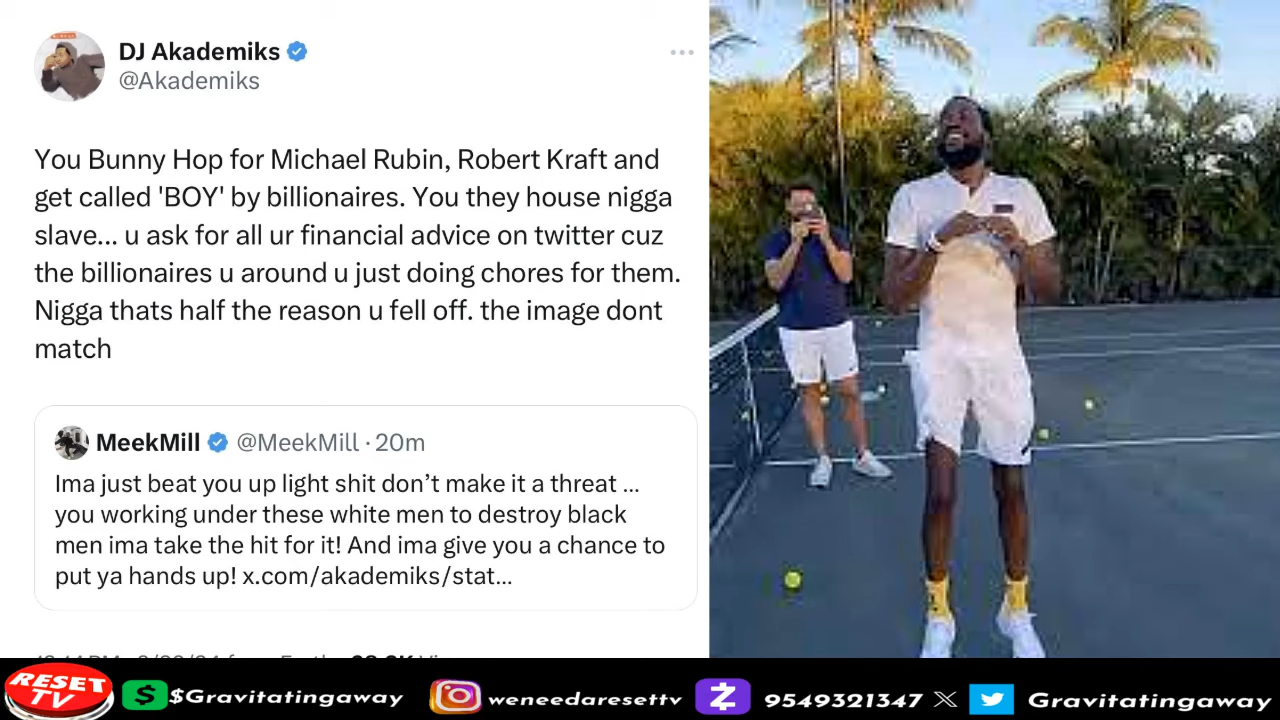 DJ Akademiks
@Akademiks
You Bunny Hop for Michael Rubin, Robert Kraft and
get called 'BOY' by billionaires. You they house nigga
slave... u ask for all ur financial advice on twitter cuz
the billionaires u around u just doing chores for them.
Nigga thats half the reason u fell off. the image dont
match
MeekMill @MeekMill · 20m
Ima just beat you up light shit don’t make it a threat ...
you working under these white men to destroy black
men ima take the hit for it! And ima give you a chance to
put ya hands up! x.com/akademiks/stat...
RESET
TV
$Gravitatingaway
weneedaresettv
9549321347
Gravitatingaway